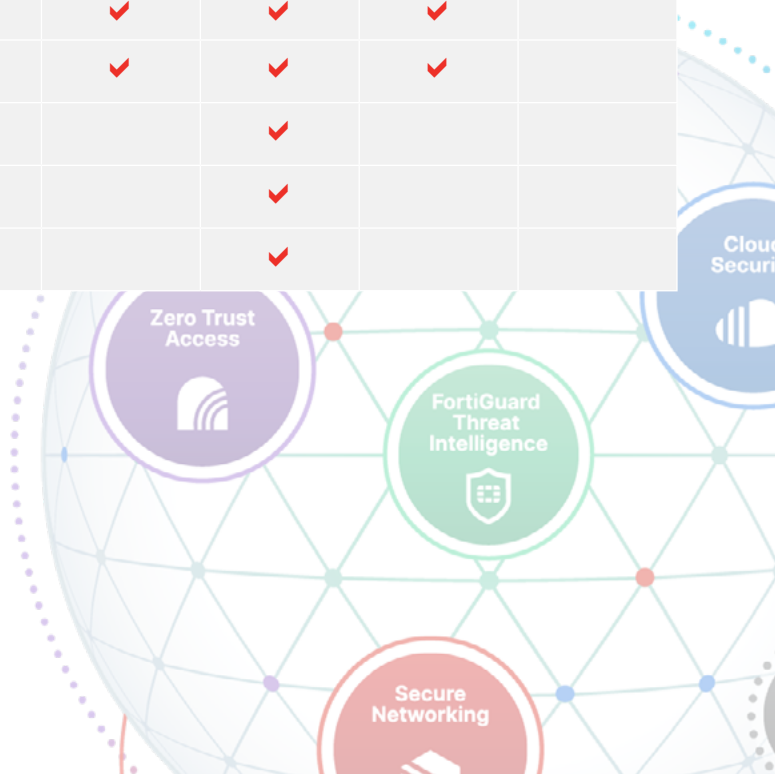 Zero Trust
Access
FortiGuard
Threat
Intelligence
Secure
Networking